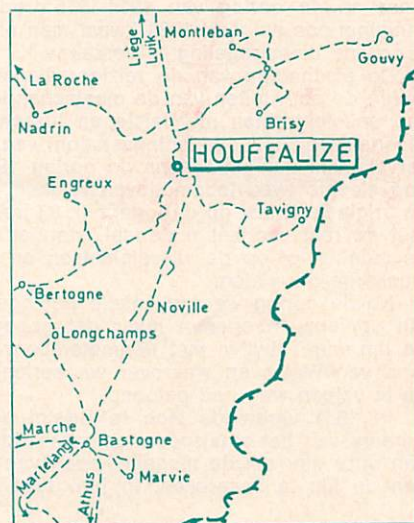 Liège
Luik
Montleban
Gouvy
La Roche
Nadrin
Brisy
HOUFFALIZE
Engreux
Tavigny
Bertogne
Noville
Longchamps
Marche
Bastogne
Martelange
Marvie
Athus